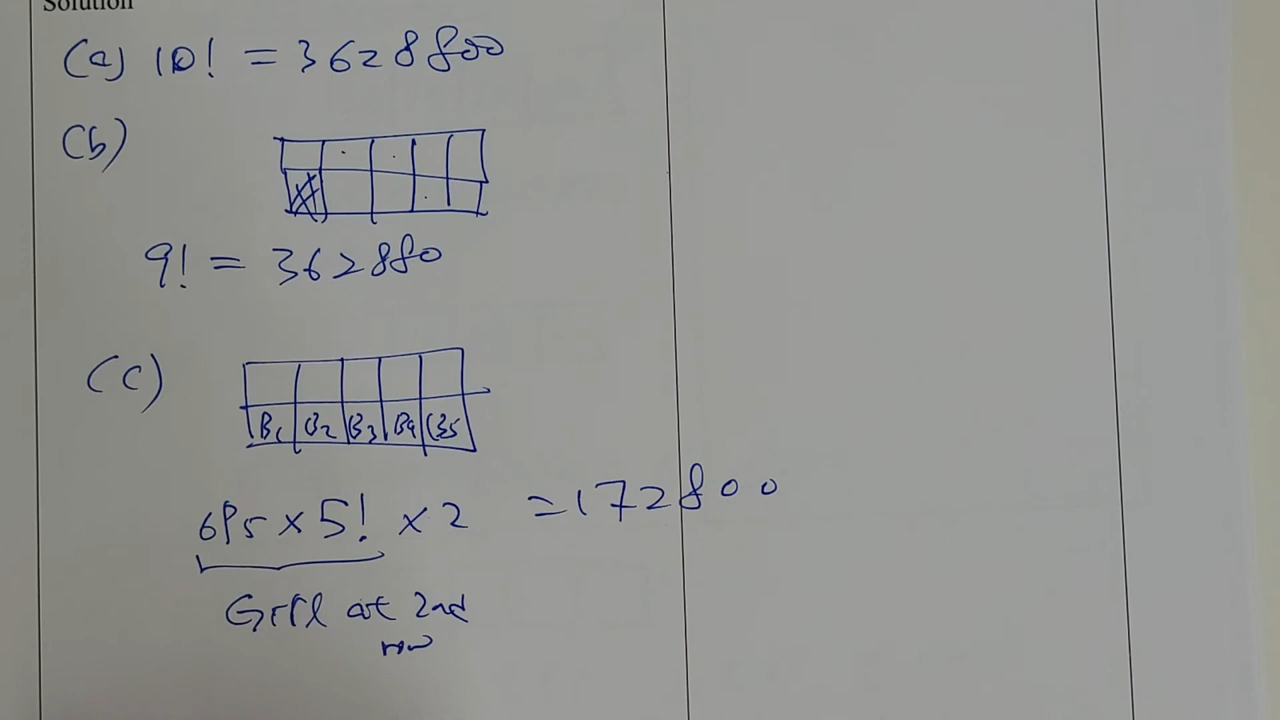 Solution
(a) 10! = 3628800
(b)
9! = 362880
(c)
B1 B2 B3 B4 B5
6P5 × 5! × 2 = 172800
Girl at 2nd
row